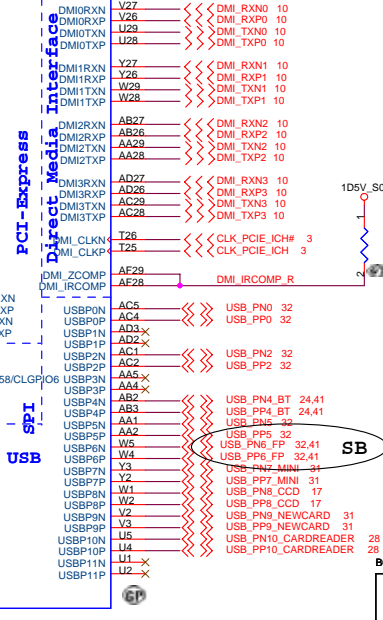 DMI0RXN V27 DMI_RXN0 10
DMI0RXP V26 DMI_RXP0 10
DMI0TXN U29 DMI_TXN0 10
DMI0TXP U28 DMI_TXP0 10
DMI1RXN Y27 DMI_RXN1 10
DMI1RXP Y26 DMI_RXP1 10
DMI1TXN W29 DMI_TXN1 10
DMI1TXP W28 DMI_TXP1 10
DMI2RXN AB27 DMI_RXN2 10
DMI2RXP AB26 DMI_RXP2 10
DMI2TXN AA29 DMI_TXN2 10
DMI2TXP AA28 DMI_TXP2 10
DMI3RXN AD27 DMI_RXN3 10
DMI3RXP AD26 DMI_RXP3 10
DMI3TXN AC29 DMI_TXN3 10
DMI3TXP AC28 DMI_TXP3 10
DMI_CLKN T26 CLK_PCIE_ICH# 3
DMI_CLKP T25 CLK_PCIE_ICH 3
DMI_ZCOMP AF29
DMI_IRCOMP AF28 DMI_IRCOMP_R
1D5V_S0
1
2
PCI-Express
Direct Media Interface
XN
XP
XN
XP
USBP0N AC5 USB_PN0 32
USBP0P AC4 USB_PP0 32
USBP1N AD3
USBP1P AD2
USBP2N AC1 USB_PN2 32
USBP2P AC2 USB_PP2 32
58/CLGPIO6 USBP3N AA5
USBP3P AA4
USBP4N AB2 USB_PN4_BT 24,41
USBP4P AB3 USB_PP4_BT 24,41
USBP5N AA1 USB_PN5 32
USBP5P AA2 USB_PP5 32
USBP6N W5 USB_PN6_FP 32,41
USBP6P W4 USB_PP6_FP 32,41
USBP7N Y3 USB_PN7_MINI 31
USBP7P Y2 USB_PP7_MINI 31
USBP8N W1 USB_PN8_CCD 17
USBP8P W2 USB_PP8_CCD 17
USBP9N V2 USB_PN9_NEWCARD 31
USBP9P V3 USB_PP9_NEWCARD 31
USBP10N U5 USB_PN10_CARDREADER 28
USBP10P U4 USB_PP10_CARDREADER 28
USBP11N U1
USBP11P U2
SPI
USB
SB
GP